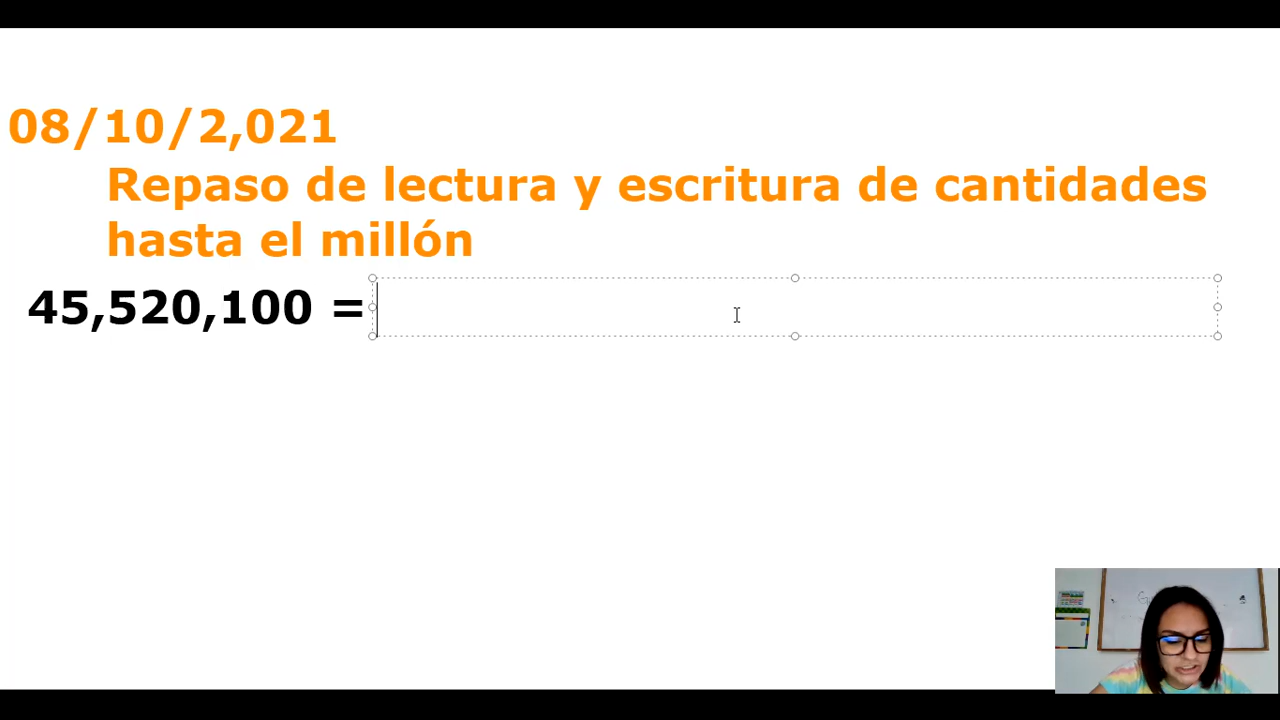 08/10/2,021
Repaso de lectura y escritura de cantidades
hasta el millón
45,520,100 =